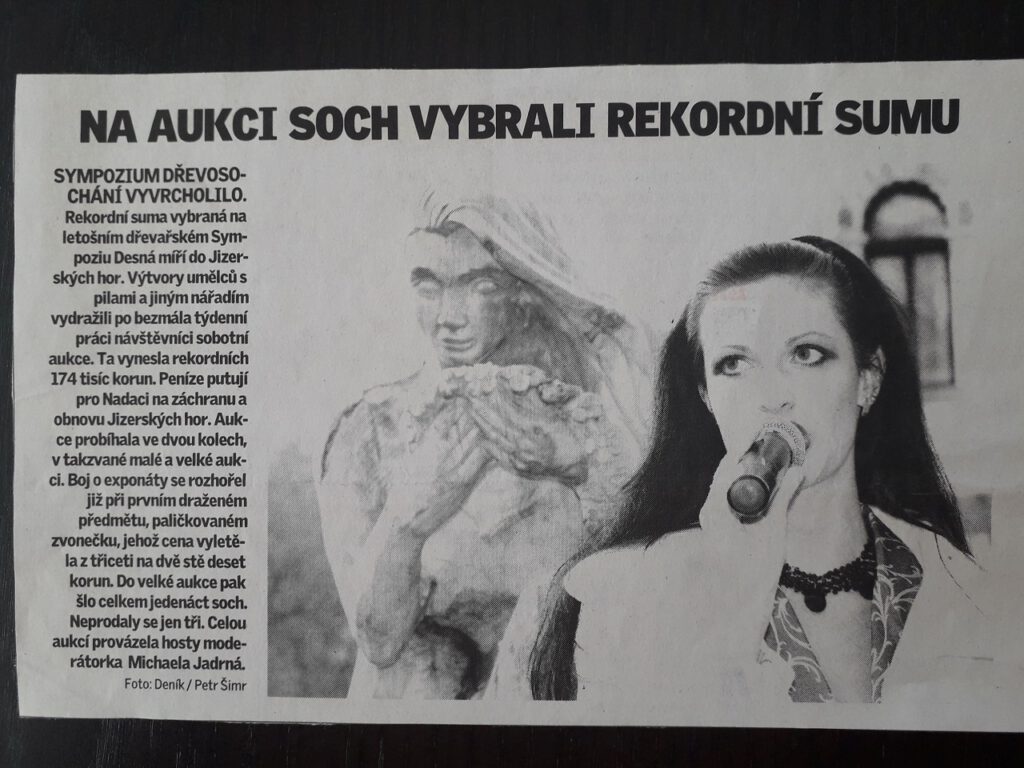 NA AUKCI SOCH VYBRALI REKORDNÍ SUMU
SYMPOZIUM DŘEVOSO-
CHÁNÍ VYVRCHOLILO.
Rekordní suma vybraná na
letošním dřevařském Sym-
poziu Desná míří do Jizer-
ských hor. Výtvory umělců s
pilami a jiným nářadím
vydražili po bezmála týdenní
práci návštěvníci sobotní
aukce. Ta vynesla rekordních
174 tisíc korun. Peníze putují
pro Nadaci na záchranu a
obnovu Jizerských hor. Auk-
ce probíhala ve dvou kolech,
v takzvané malé a velké auk-
ci. Boj o exponáty se rozhořel
již při prvním draženém
předmětu, paličkovaném
zvonečku, jehož cena vyletě-
la z třiceti na dvě stě deset
korun. Do velké aukce pak
šlo celkem jedenáct soch.
Neprodaly se jen tři. Celou
aukcí provázela hosty mode-
rátorka Michaela Jadrná.
Foto: Deník / Petr Šimr